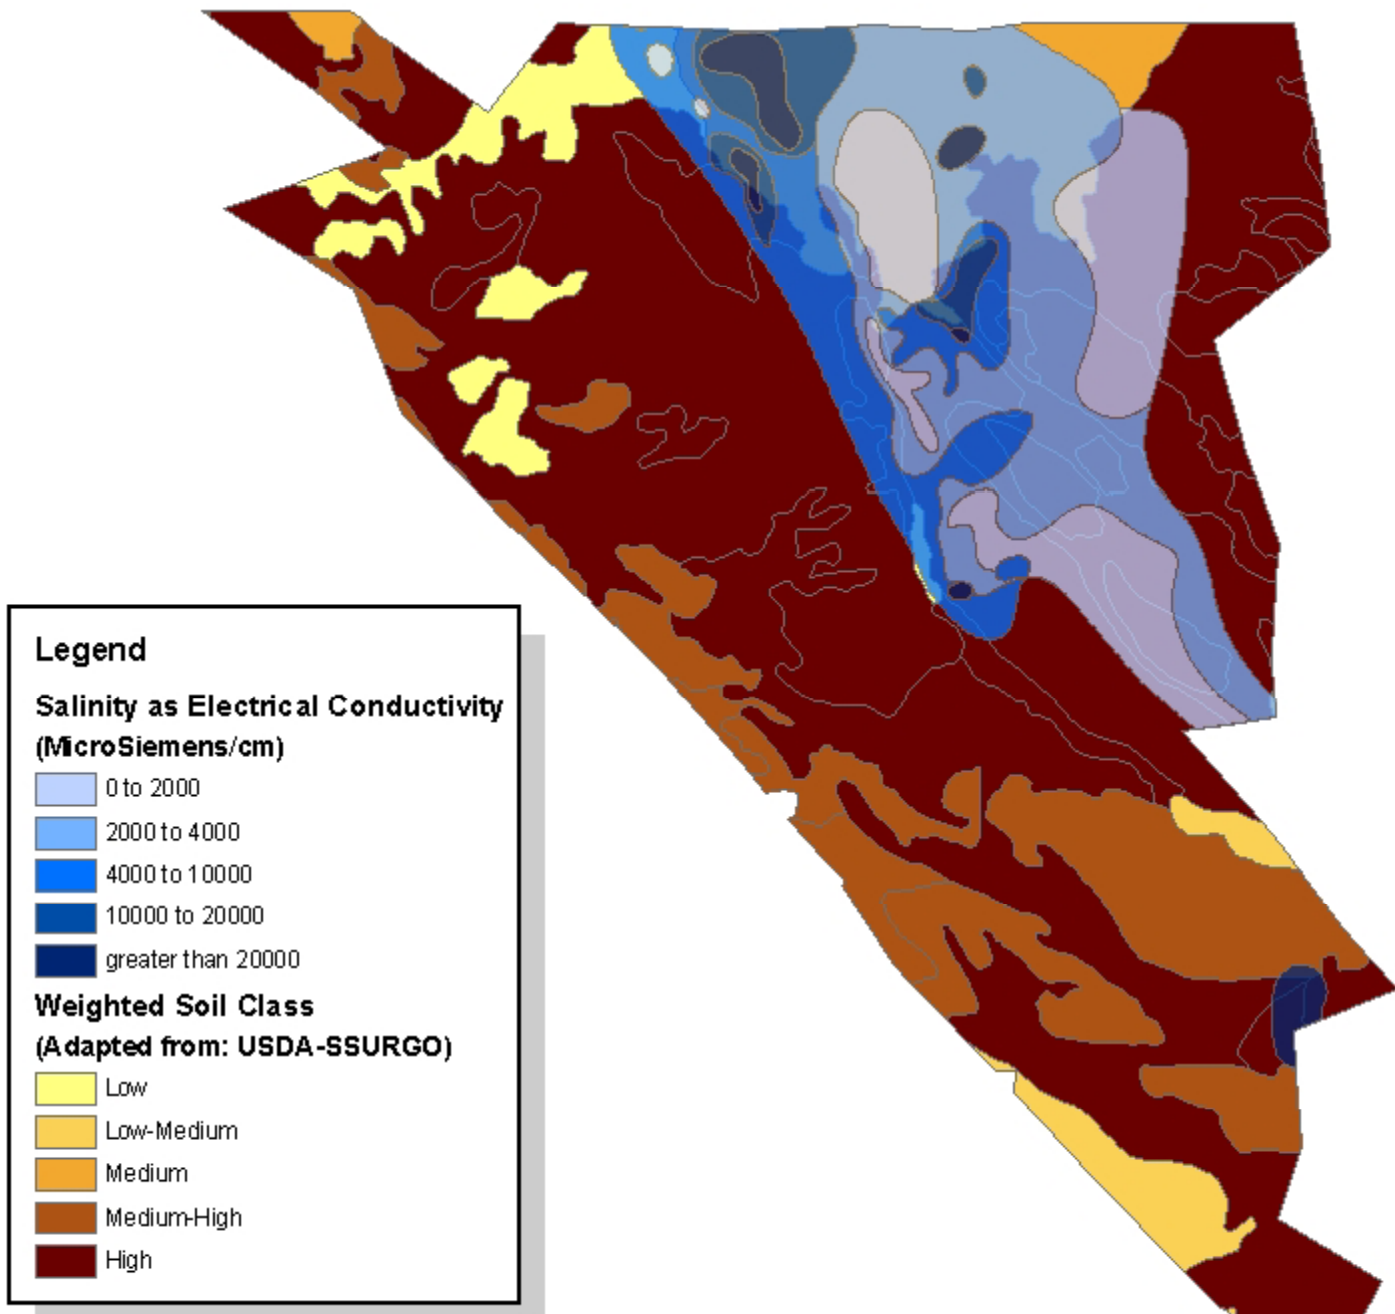 Legend
Salinity as Electrical Conductivity
(MicroSiemens/cm)
0 to 2000
2000 to 4000
4000 to 10000
10000 to 20000
greater than 20000
Weighted Soil Class
(Adapted from: USDA-SSURGO)
Low
Low-Medium
Medium
Medium-High
High